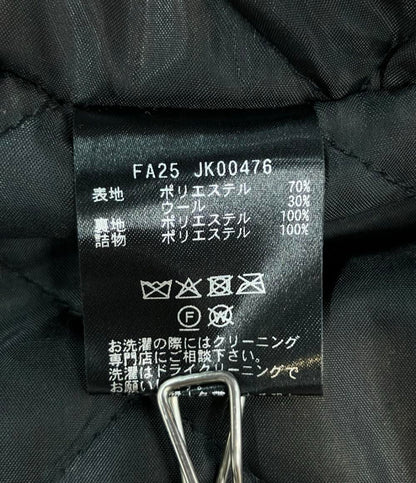 FA25 JK00476
表地 ポリエステル 70%
ウール 30%
裏地 ポリエステル 100%
詰物 ポリエステル 100%
F W
お洗濯の際にはクリーニング
専門店にご相談下さい。
洗濯はドライクリーニングで